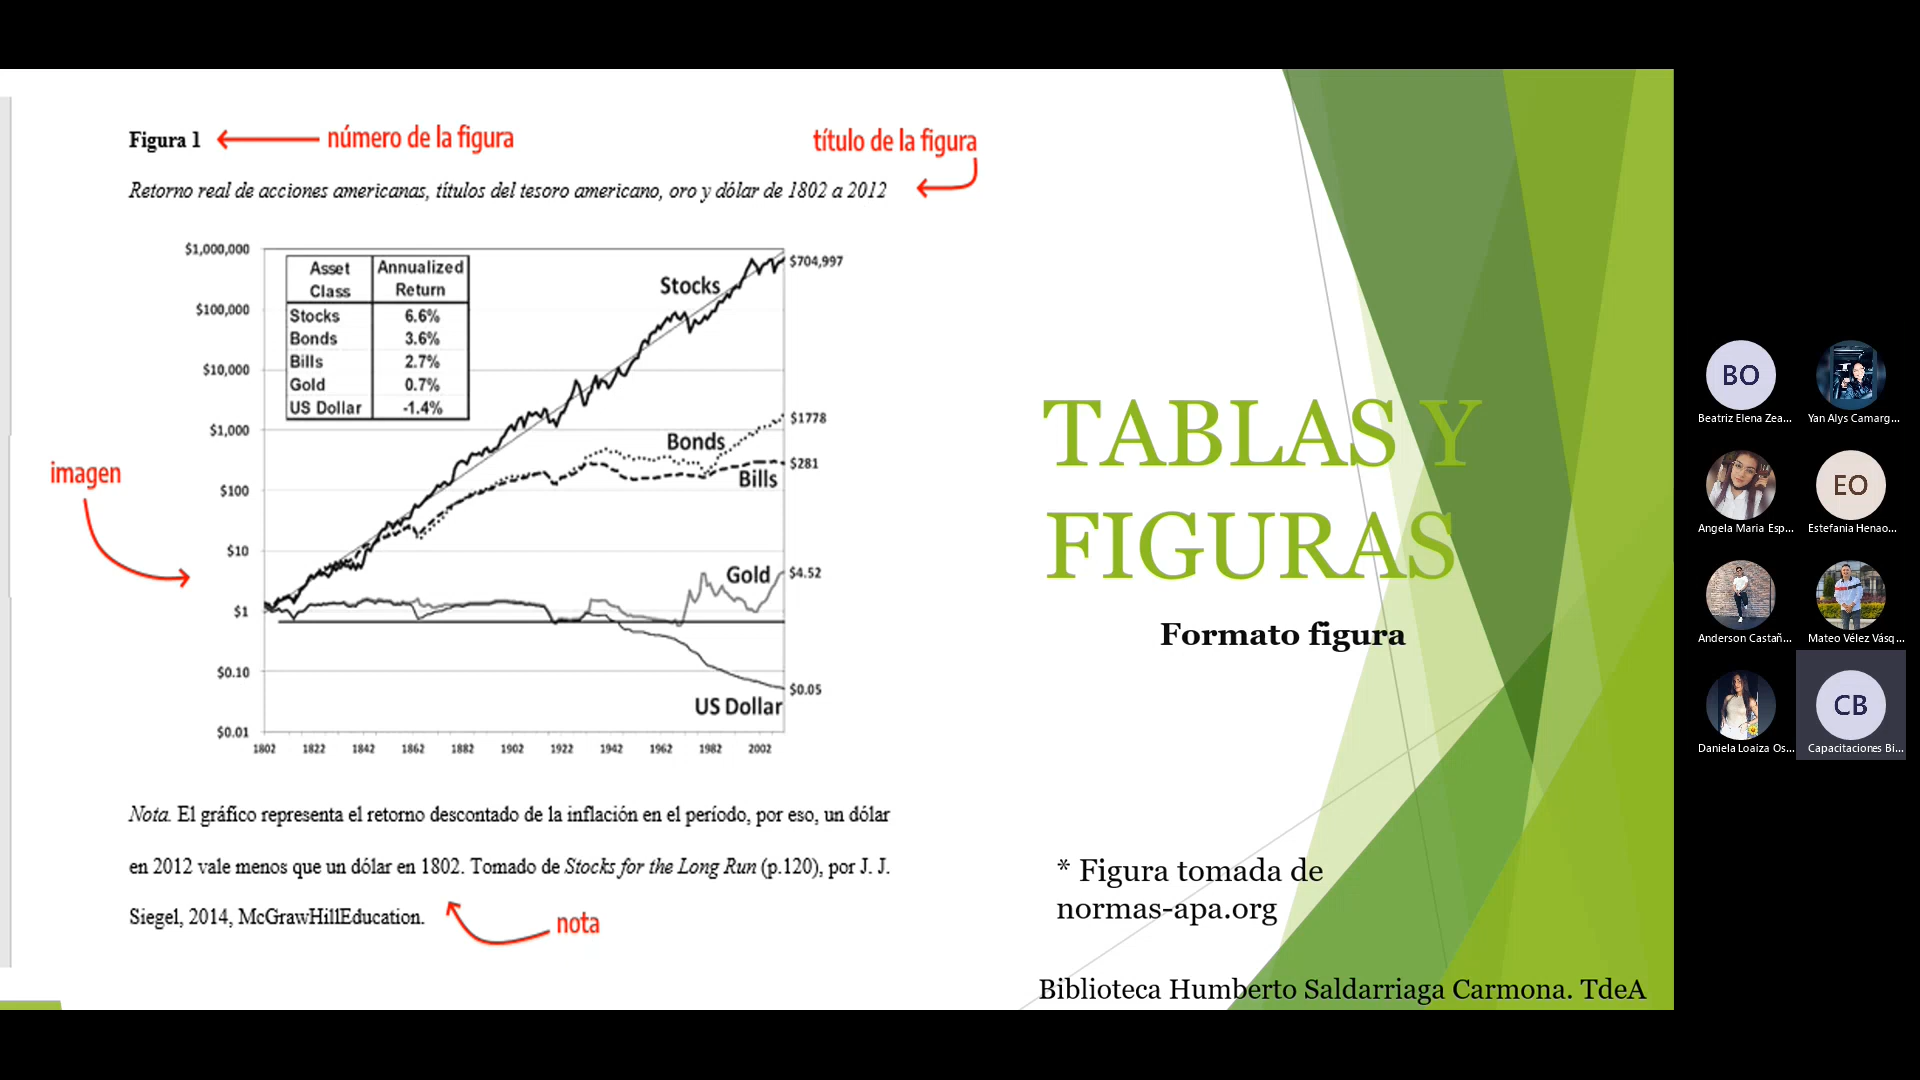 Figura 1
número de la figura
título de la figura
Retorno real de acciones americanas, títulos del tesoro americano, oro y dólar de 1802 a 2012
imagen
$1,000,000
$100,000
$10,000
$1,000
$100
$10
$1
$0.10
$0.01
Asset Class Annualized Return
Stocks 6.6%
Bonds 3.6%
Bills 2.7%
Gold 0.7%
US Dollar -1.4%
Stocks
$704,997
Bonds
$1778
Bills
$281
Gold
$4.52
US Dollar
$0.05
1802 1822 1842 1862 1882 1902 1922 1942 1962 1982 2002
Nota. El gráfico representa el retorno descontado de la inflación en el período, por eso, un dólar
en 2012 vale menos que un dólar en 1802. Tomado de Stocks for the Long Run (p.120), por J. J.
Siegel, 2014, McGrawHillEducation.
nota
TABLAS Y
FIGURAS
Formato figura
* Figura tomada de
normas-apa.org
Biblioteca Humberto Saldarriaga Carmona. TdeA
BO
Beatriz Elena Zea...
Yan Alys Camarg...
Angela María Esp...
EO
Estefania Henao...
Anderson Castañ...
Mateo Vélez Vásq...
Daniela Loaiza Os...
CB
Capacitaciones Bi...